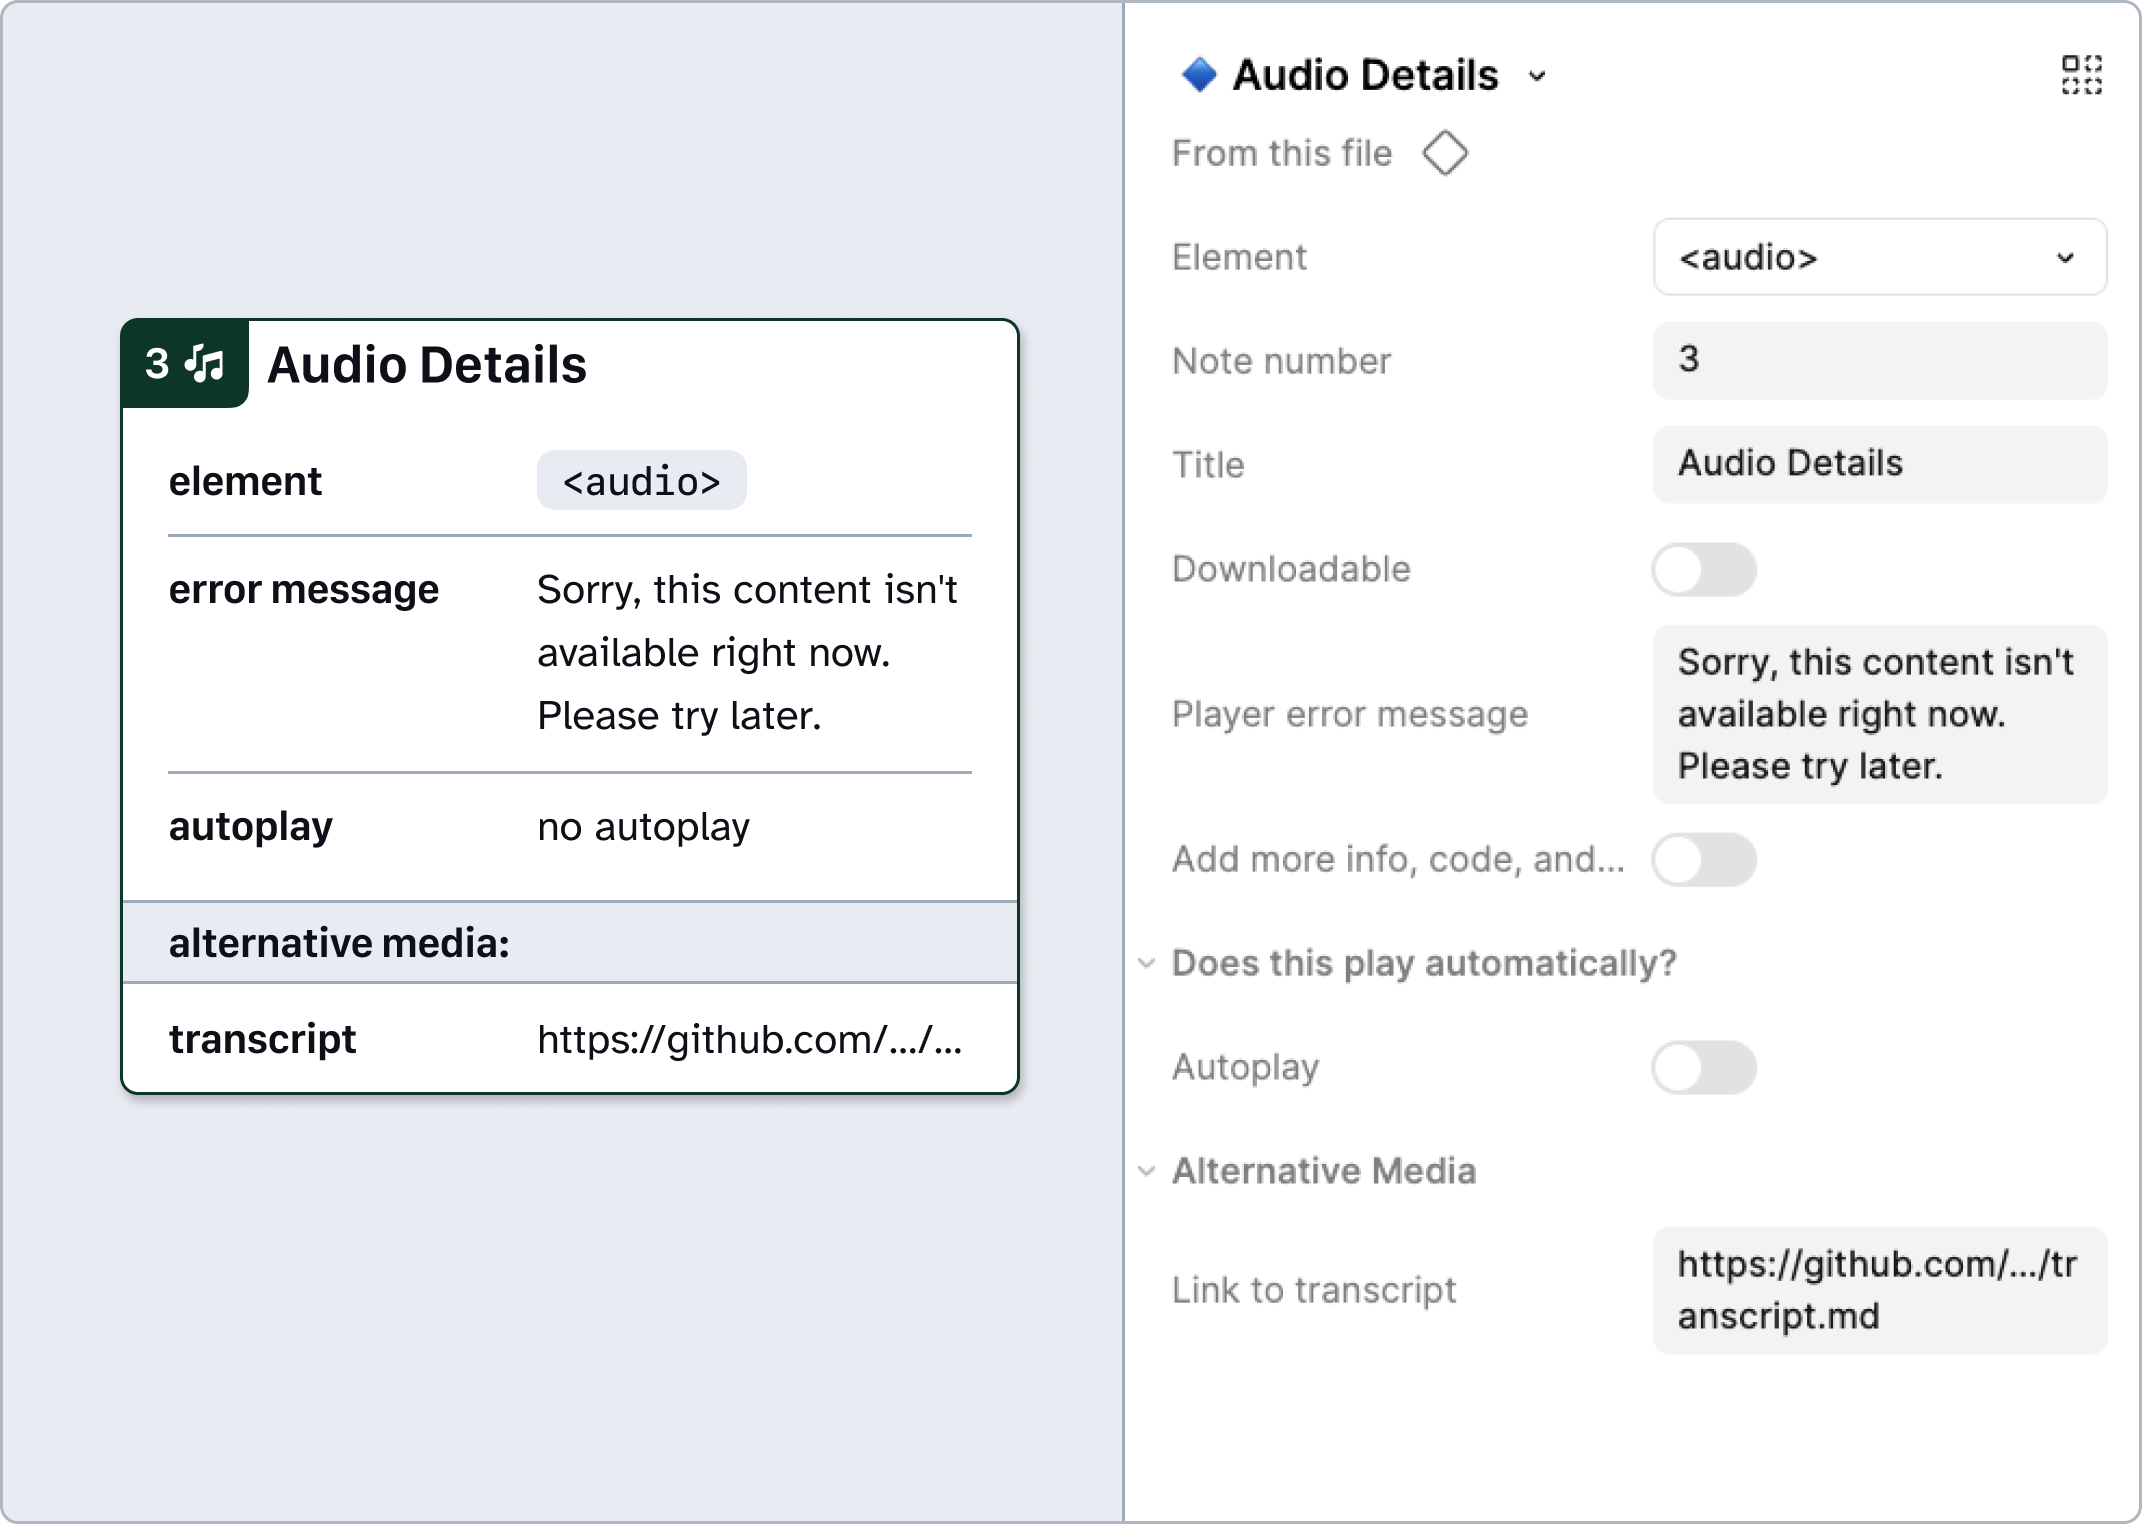 3 Audio Details
element <audio>
error message Sorry, this content isn't
available right now.
Please try later.
autoplay no autoplay
alternative media:
transcript https://github.com/.../...
Audio Details
From this file
Element <audio>
Note number 3
Title Audio Details
Downloadable
Player error message Sorry, this content isn't
available right now.
Please try later.
Add more info, code, and...
Does this play automatically?
Autoplay
Alternative Media
Link to transcript https://github.com/.../tr
anscript.md